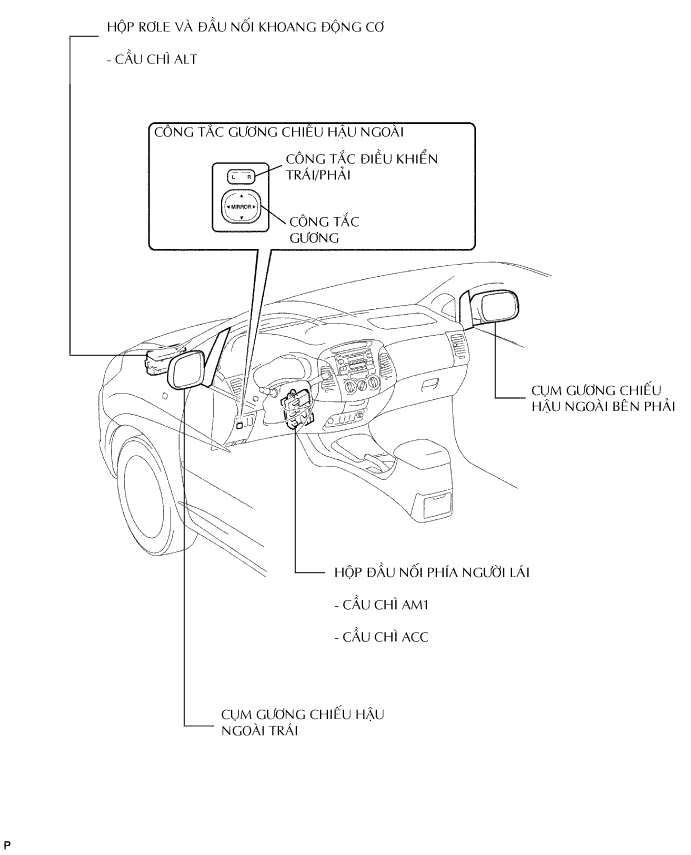 HỘP RƠLE VÀ ĐẦU NỐI KHOANG ĐỘNG CƠ
- CẦU CHÌ ALT
CÔNG TẮC GƯƠNG CHIẾU HẬU NGOÀI
CÔNG TẮC ĐIỀU KHIỂN
TRÁI/PHẢI
L R
MIRROR
CÔNG TẮC
GƯƠNG
CỤM GƯƠNG CHIẾU
HẬU NGOÀI BÊN PHẢI
HỘP ĐẦU NỐI PHÍA NGƯỜI LÁI
- CẦU CHÌ AM1
- CẦU CHÌ ACC
CỤM GƯƠNG CHIẾU HẬU
NGOÀI TRÁI
P